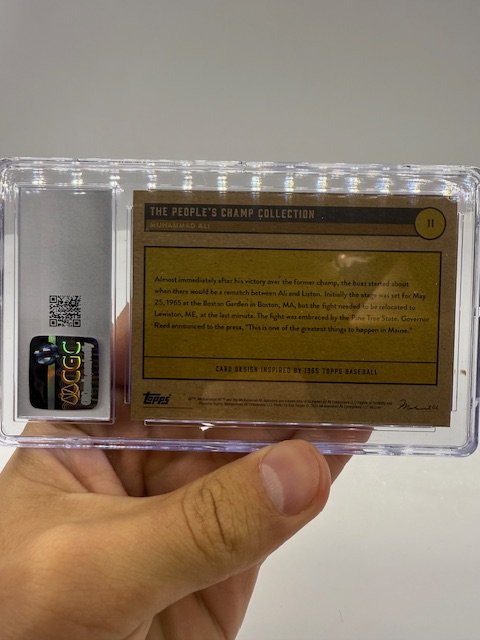 THE PEOPLE'S CHAMP COLLECTION
MUHAMMAD ALI
11
Almost immediately after his victory over the former champ, the buzz started about
when there would be a rematch between Ali and Liston. Initially the stage was set for May
25, 1965 at the Boston Garden in Boston, MA, but the fight needed to be relocated to
Lewiston, ME, at the last minute. The fight was embraced by the Pine Tree State. Governor
Reed announced to the press, "This is one of the greatest things to happen in Maine."
CARD DESIGN INSPIRED BY 1965 TOPPS BASEBALL
Topps
CGC